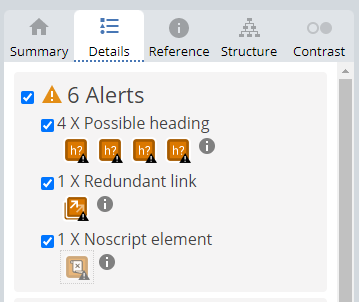 Summary Details Reference Structure Contrast
6 Alerts
4 X Possible heading
h? h? h? h?
1 X Redundant link
1 X Noscript element